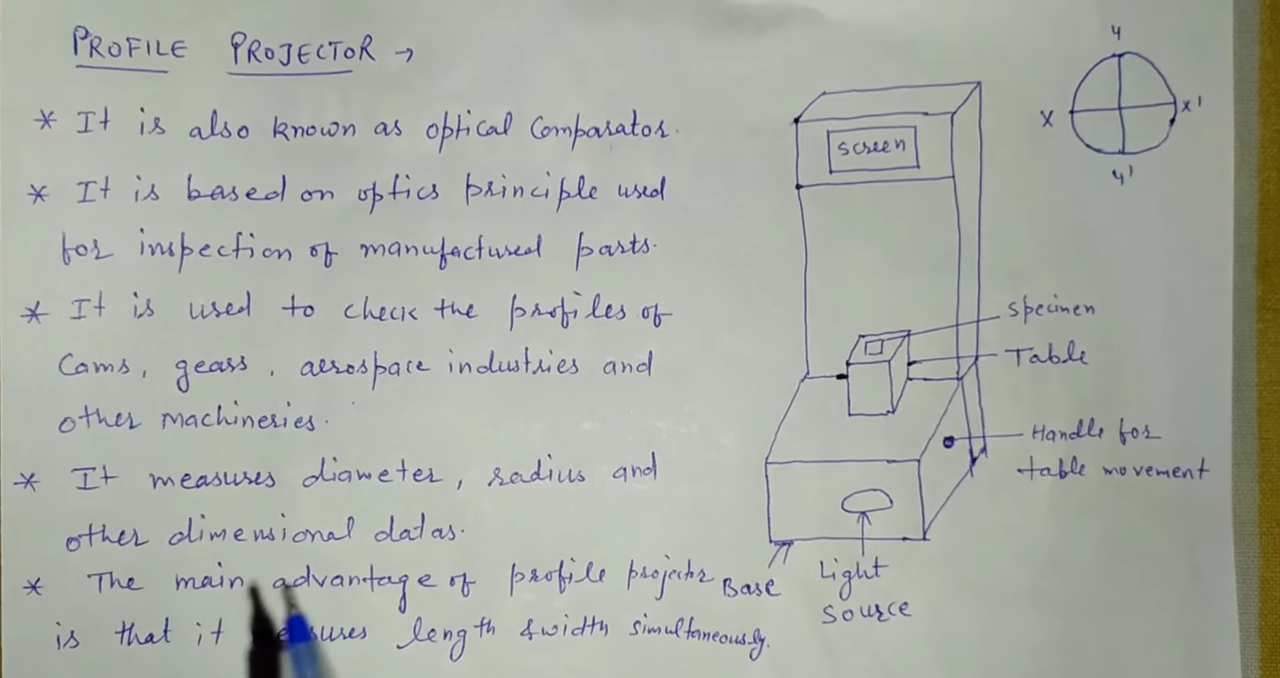 PROFILE PROJECTOR →
* It is also known as optical Comparator.
* It is based on optics principle used
for inspection of manufactured parts.
* It is used to check the profiles of
Cams, gears, aerospace industries and
other machineries.
* It measures diameter, radius and
other dimensional datas.
* The main advantage of profile projector
is that it length & width simultaneously.
Screen
Specimen
Table
Handle for
table movement
Base
Light
Source
y
X
X'
y'